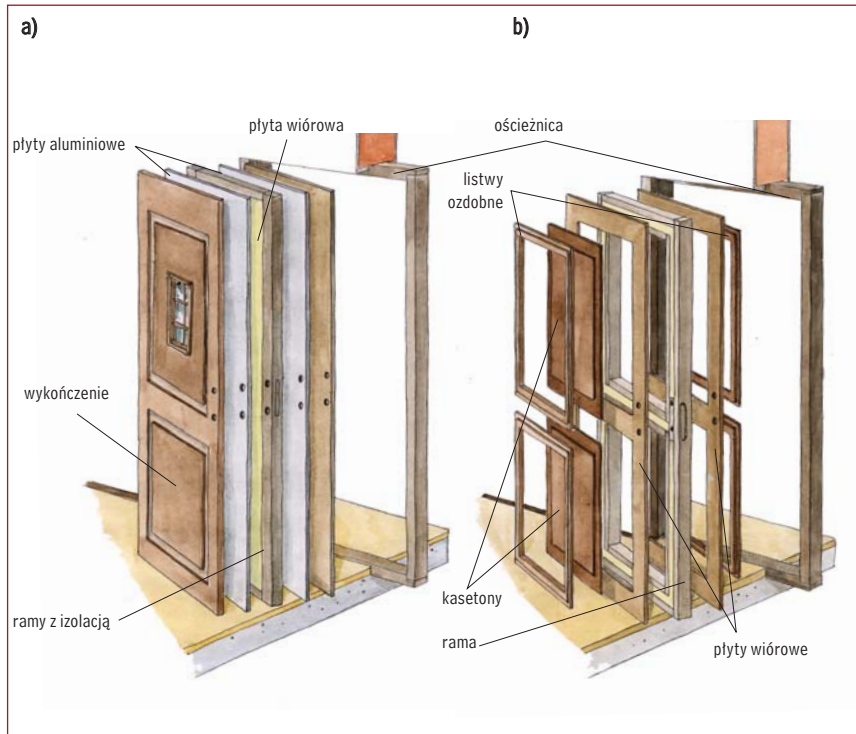 a)
płyty aluminiowe
płyta wiórowa
wykończenie
ramy z izolacją
b)
ościeżnica
listwy
ozdobne
kasetony
rama
płyty wiórowe